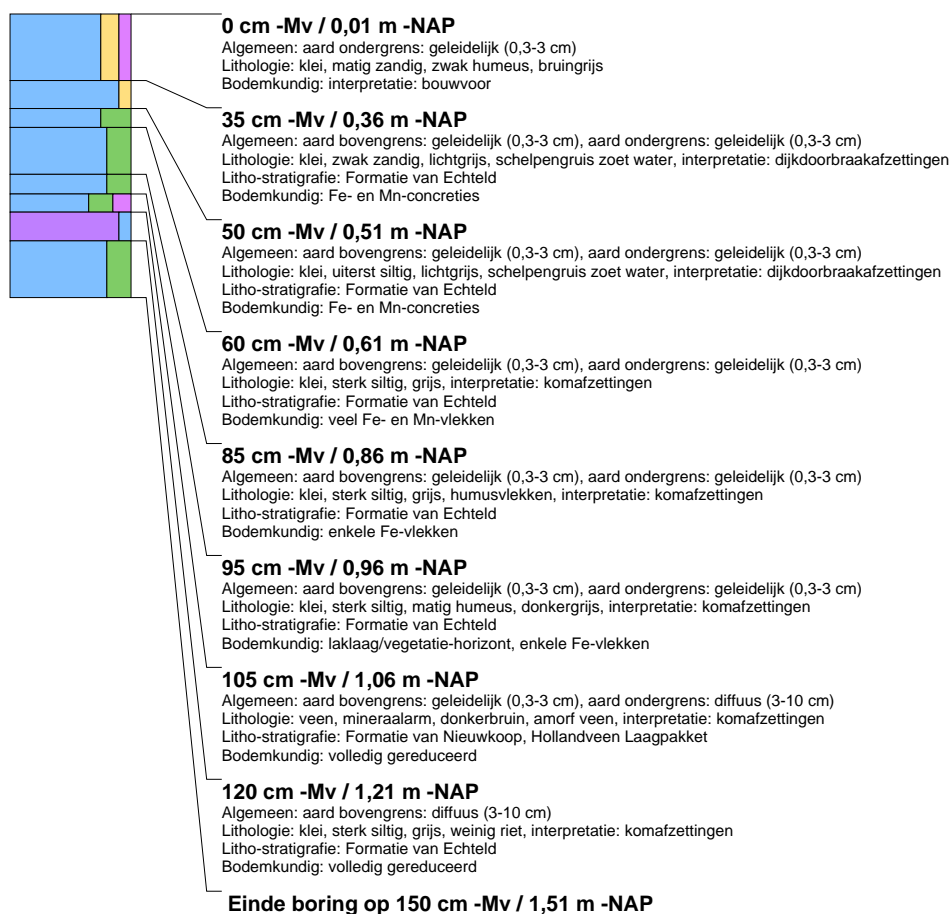 0 cm -Mv / 0,01 m -NAP
Algemeen: aard ondergrens: geleidelijk (0,3-3 cm)
Lithologie: klei, matig zandig, zwak humeus, bruingrijs
Bodemkundig: interpretatie: bouwvoor
35 cm -Mv / 0,36 m -NAP
Algemeen: aard bovengrens: geleidelijk (0,3-3 cm), aard ondergrens: geleidelijk (0,3-3 cm)
Lithologie: klei, zwak zandig, lichtgrijs, schelpengruis zoet water, interpretatie: dijkdoorbraakafzettingen
Litho-stratigrafie: Formatie van Echteld
Bodemkundig: Fe- en Mn-concreties
50 cm -Mv / 0,51 m -NAP
Algemeen: aard bovengrens: geleidelijk (0,3-3 cm), aard ondergrens: geleidelijk (0,3-3 cm)
Lithologie: klei, uiterst siltig, lichtgrijs, schelpengruis zoet water, interpretatie: dijkdoorbraakafzettingen
Litho-stratigrafie: Formatie van Echteld
Bodemkundig: Fe- en Mn-concreties
60 cm -Mv / 0,61 m -NAP
Algemeen: aard bovengrens: geleidelijk (0,3-3 cm), aard ondergrens: geleidelijk (0,3-3 cm)
Lithologie: klei, sterk siltig, grijs, interpretatie: komafzettingen
Litho-stratigrafie: Formatie van Echteld
Bodemkundig: veel Fe- en Mn-vlekken
85 cm -Mv / 0,86 m -NAP
Algemeen: aard bovengrens: geleidelijk (0,3-3 cm), aard ondergrens: geleidelijk (0,3-3 cm)
Lithologie: klei, sterk siltig, grijs, humusvlekken, interpretatie: komafzettingen
Litho-stratigrafie: Formatie van Echteld
Bodemkundig: enkele Fe-vlekken
95 cm -Mv / 0,96 m -NAP
Algemeen: aard bovengrens: geleidelijk (0,3-3 cm), aard ondergrens: geleidelijk (0,3-3 cm)
Lithologie: klei, sterk siltig, matig humeus, donkergrijs, interpretatie: komafzettingen
Litho-stratigrafie: Formatie van Echteld
Bodemkundig: laklaag/vegetatie-horizont, enkele Fe-vlekken
105 cm -Mv / 1,06 m -NAP
Algemeen: aard bovengrens: geleidelijk (0,3-3 cm), aard ondergrens: diffuus (3-10 cm)
Lithologie: veen, mineraalarm, donkerbruin, amorf veen, interpretatie: komafzettingen
Litho-stratigrafie: Formatie van Nieuwkoop, Hollandveen Laagpakket
Bodemkundig: volledig gereduceerd
120 cm -Mv / 1,21 m -NAP
Algemeen: aard bovengrens: diffuus (3-10 cm)
Lithologie: klei, sterk siltig, grijs, weinig riet, interpretatie: komafzettingen
Litho-stratigrafie: Formatie van Echteld
Bodemkundig: volledig gereduceerd
Einde boring op 150 cm -Mv / 1,51 m -NAP